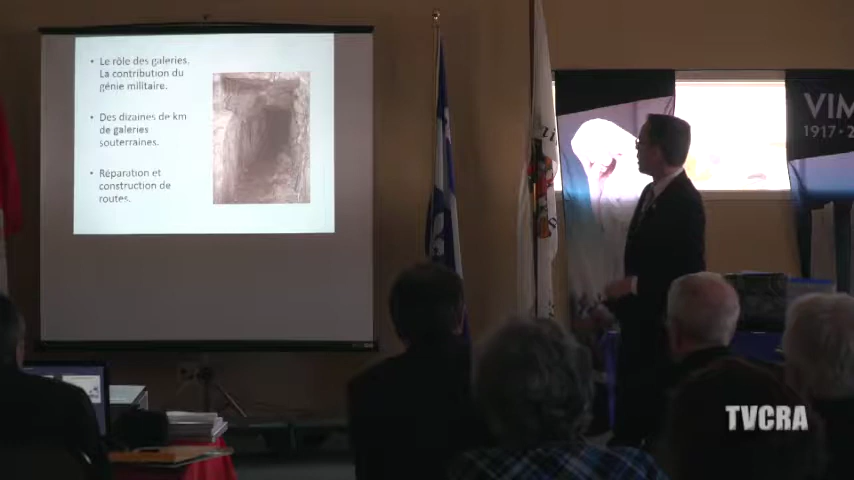 • Le rôle des galeries.
La contribution du
génie militaire.
• Des dizaines de km
de galeries
souterraines.
• Réparation et
construction de
routes.
VIM
1917
TVCRA